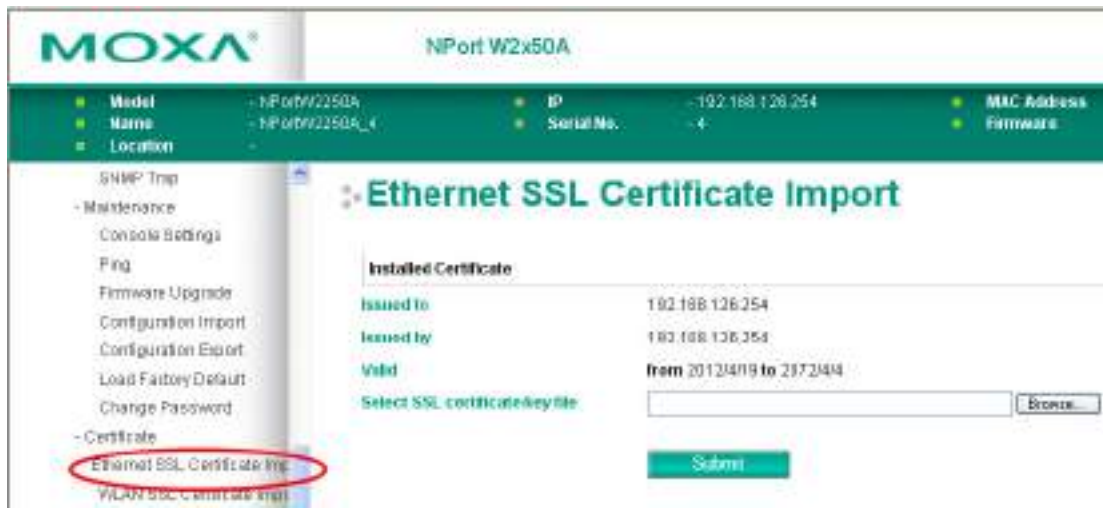 MOXA
NPort W2x50A
Model - NPortW2250A IP - 192.168.126.254 MAC Address
Name - NPortW2250A_4 Serial No. - 4 Firmware
Location -
SNMP Trap
- Maintenance
Console Settings
Ping
Firmware Upgrade
Configuration Import
Configuration Export
Load Factory Default
Change Password
- Certificate
Ethernet SSL Certificate Imp
WLAN SSL Certificate Impo
Ethernet SSL Certificate Import
Installed Certificate
Issued to 192.168.126.254
Issued by 192.168.126.254
Valid from 2012/4/19 to 2072/4/4
Select SSL certificate/key file Browse...
Submit